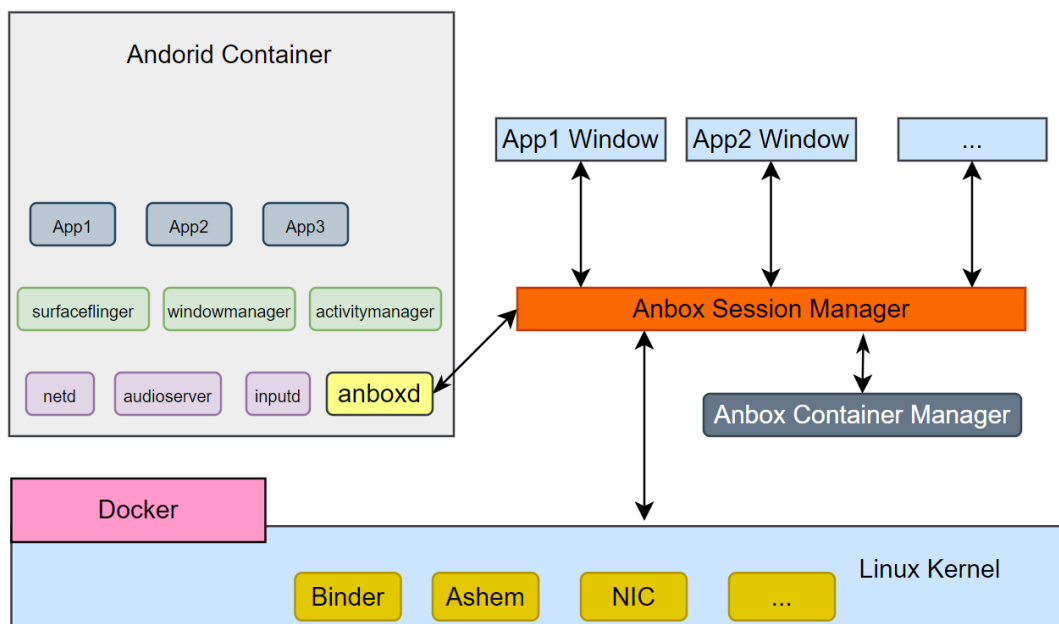 Andorid Container
App1 Window
App2 Window
...
App1
App2
App3
surfaceflinger
windowmanager
activitymanager
Anbox Session Manager
netd
audioserver
inputd
anboxd
Anbox Container Manager
Docker
Linux Kernel
Binder
Ashem
NIC
...